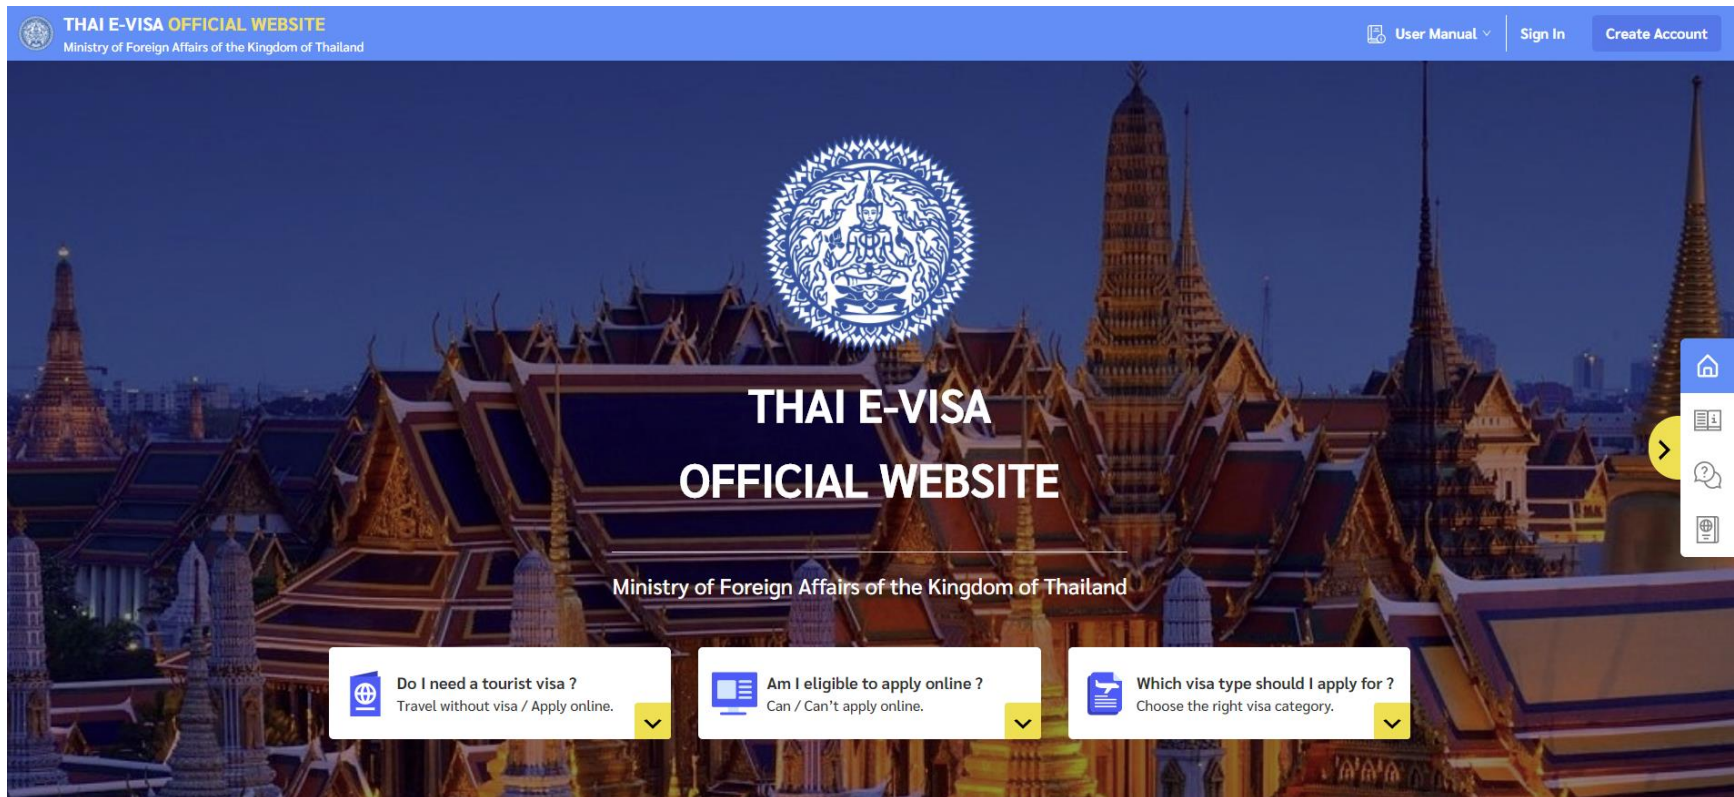 THAI E-VISA OFFICIAL WEBSITE
Ministry of Foreign Affairs of the Kingdom of Thailand
User Manual
Sign In
Create Account
THAI E-VISA
OFFICIAL WEBSITE
Ministry of Foreign Affairs of the Kingdom of Thailand
Do I need a tourist visa ?
Travel without visa / Apply online.
Am I eligible to apply online ?
Can / Can't apply online.
Which visa type should I apply for ?
Choose the right visa category.